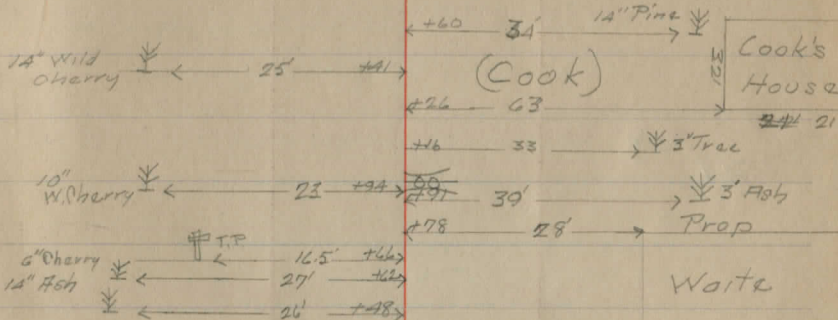 +60 34' 14" Pine
14" Wild
Cherry 25' +41
(Cook)
32'
Cook's
House
+26 63'
21
+16 33 3" Tree
10"
W. Cherry 23 +94
+91 39' 3" Ash
+78 28' Prop
T.P.
6" Cherry 16.5' +66
14" Ash 27' +62
Waite
26' +48